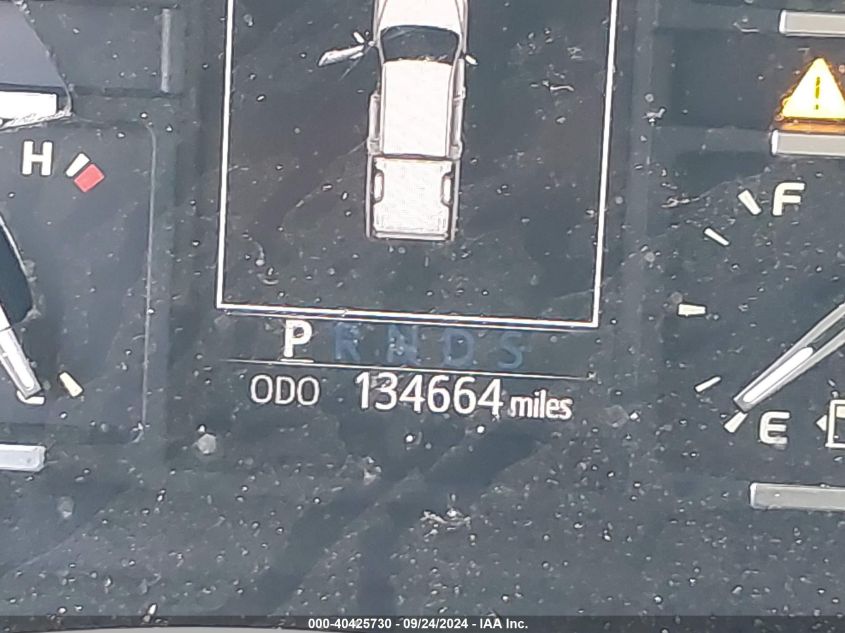 H
F
P R N D S
ODO 134664 miles
E
000-40425730 - 09/24/2024 - IAA Inc.